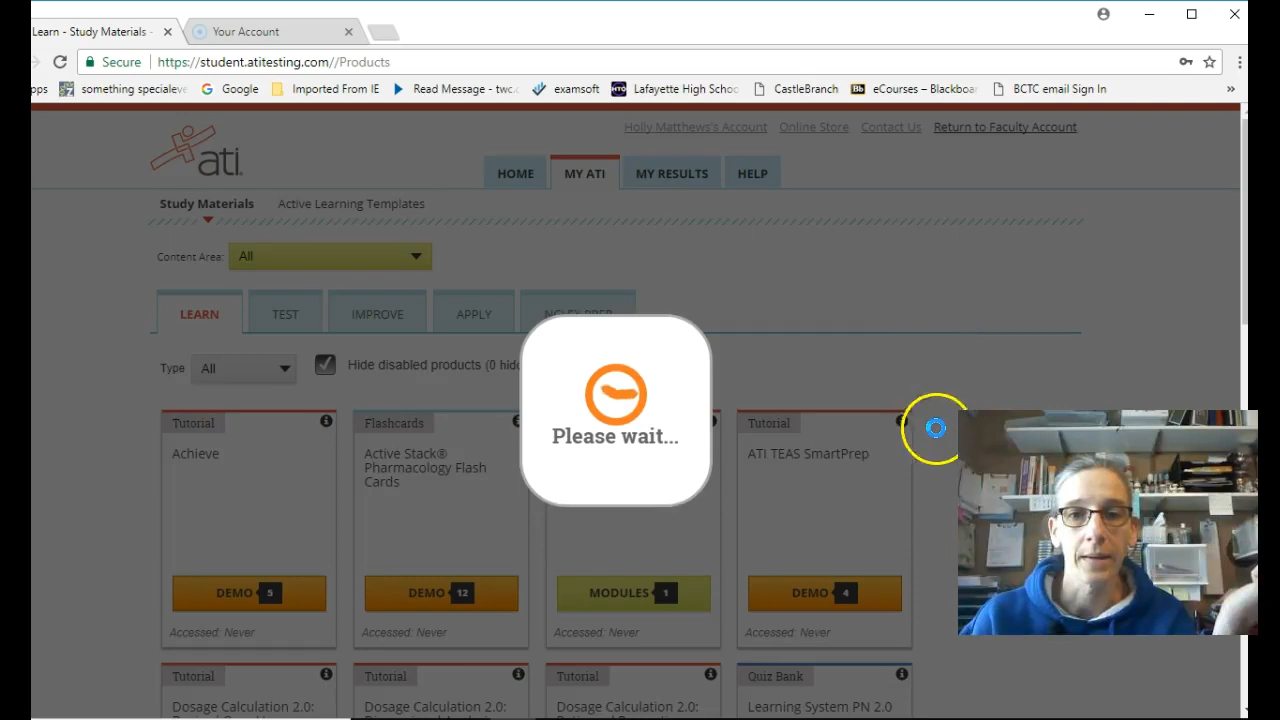 Learn - Study Materials -
Your Account
Secure
https://student.atitesting.com//Products
pps
something specialeve
Google
Imported From IE
Read Message - twc.
examsoft
Lafayette High Schoo
CastleBranch
Bb
eCourses – Blackboa
BCTC email Sign In
»
Holly Matthews's Account
Online Store
Contact Us
Return to Faculty Account
ati
HOME
MY ATI
MY RESULTS
HELP
Study Materials
Active Learning Templates
Content Area:
All
LEARN
TEST
IMPROVE
APPLY
NCLEX PREP
Type
All
Hide disabled products (0 hidd
Please wait...
Tutorial
Achieve
DEMO 5
Accessed: Never
Flashcards
Active Stack®
Pharmacology Flash
Cards
DEMO 12
Accessed: Never
MODULES 1
Accessed: Never
Tutorial
ATI TEAS SmartPrep
DEMO 4
Accessed: Never
Tutorial
Dosage Calculation 2.0:
Tutorial
Dosage Calculation 2.0:
Tutorial
Dosage Calculation 2.0:
Quiz Bank
Learning System PN 2.0